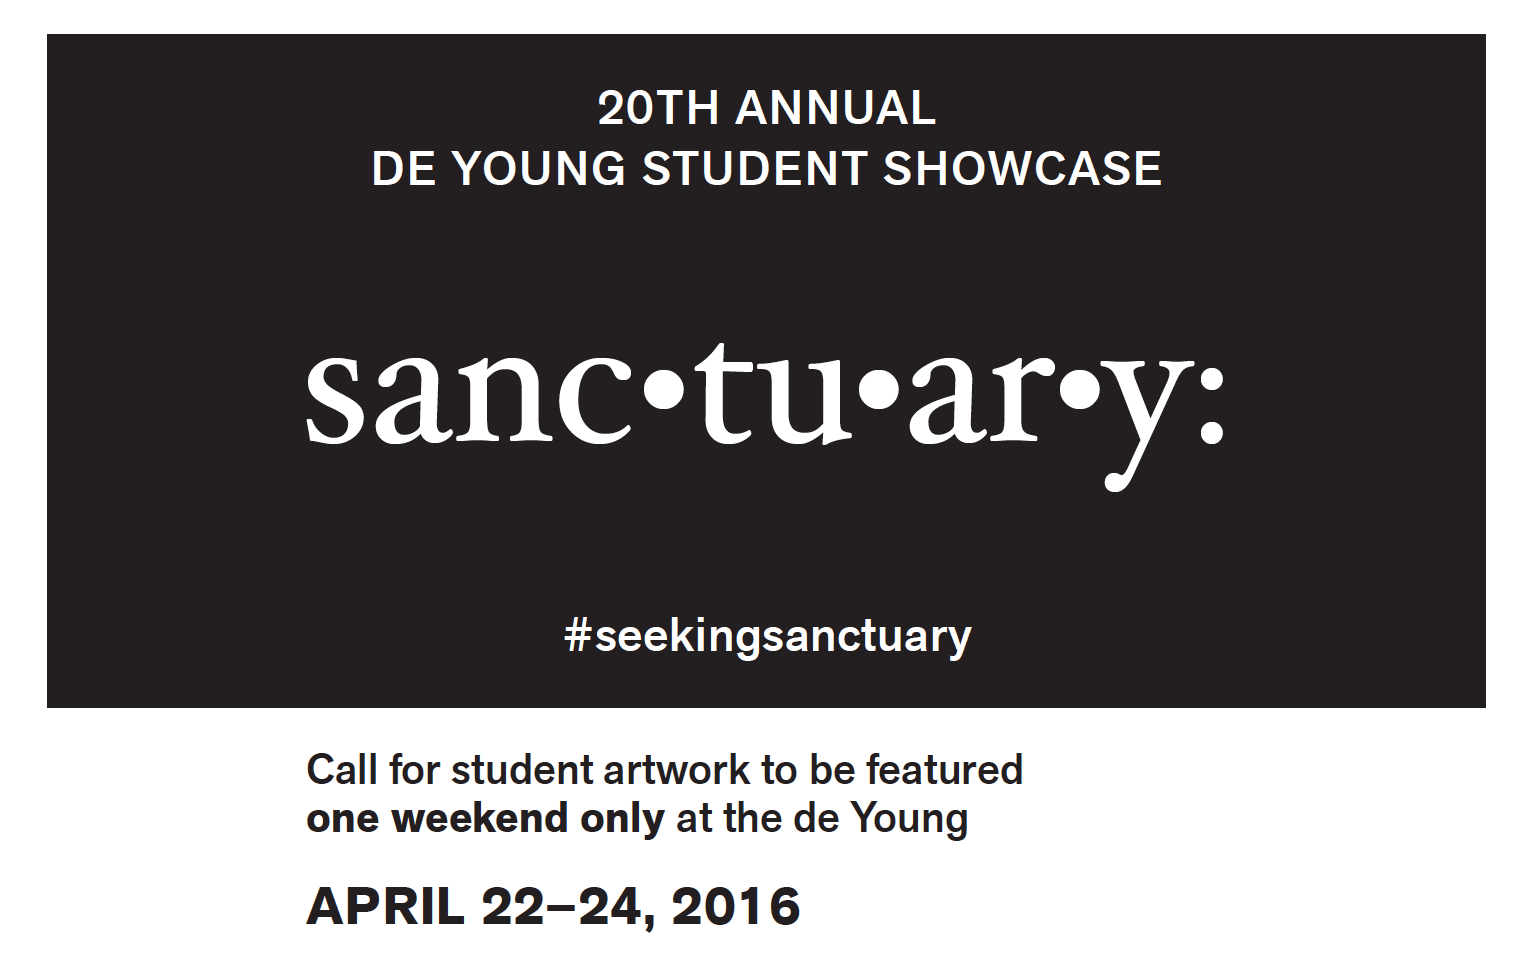 20TH ANNUAL
DE YOUNG STUDENT SHOWCASE
sanc•tu•ar•y:
#seekingsanctuary
Call for student artwork to be featured
one weekend only at the de Young
APRIL 22–24, 2016